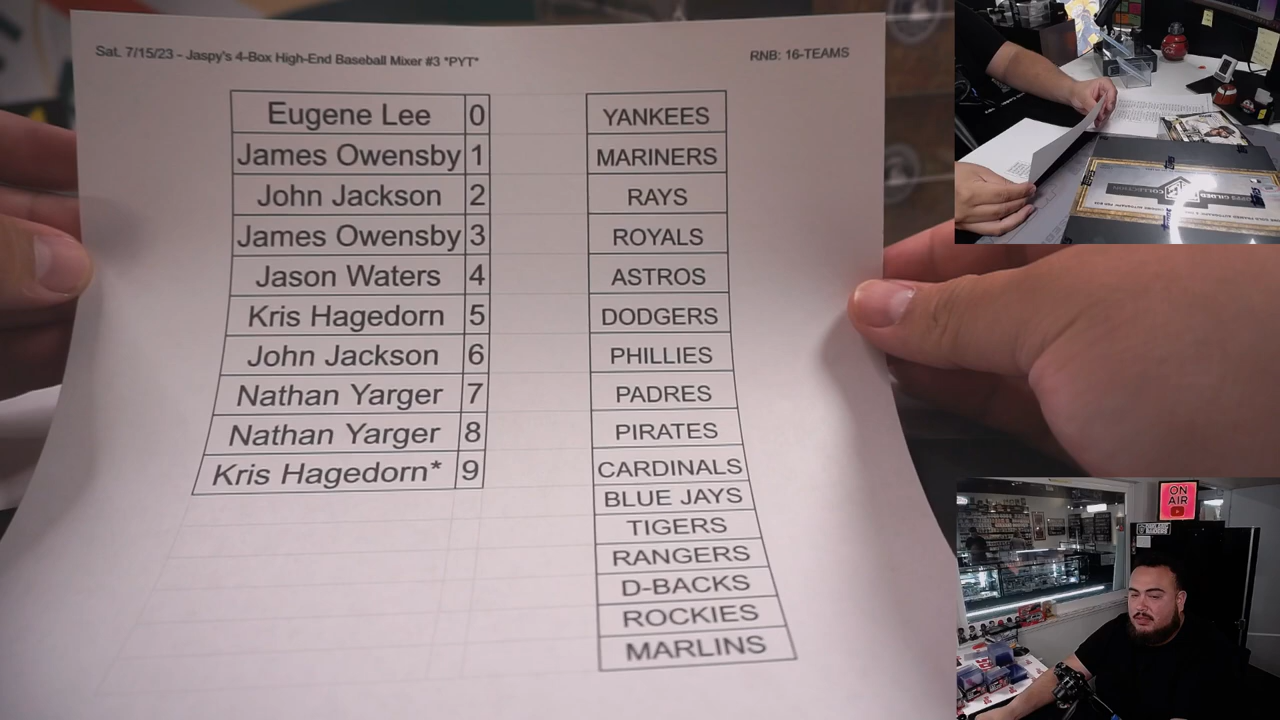 Sat. 7/15/23 - Jaspy's 4-Box High-End Baseball Mixer #3 *PYT*
RNB: 16-TEAMS
Eugene Lee 0
James Owensby 1
John Jackson 2
James Owensby 3
Jason Waters 4
Kris Hagedorn 5
John Jackson 6
Nathan Yarger 7
Nathan Yarger 8
Kris Hagedorn* 9
YANKEES
MARINERS
RAYS
ROYALS
ASTROS
DODGERS
PHILLIES
PADRES
PIRATES
CARDINALS
BLUE JAYS
TIGERS
RANGERS
D-BACKS
ROCKIES
MARLINS
COLLECTION
ON
AIR